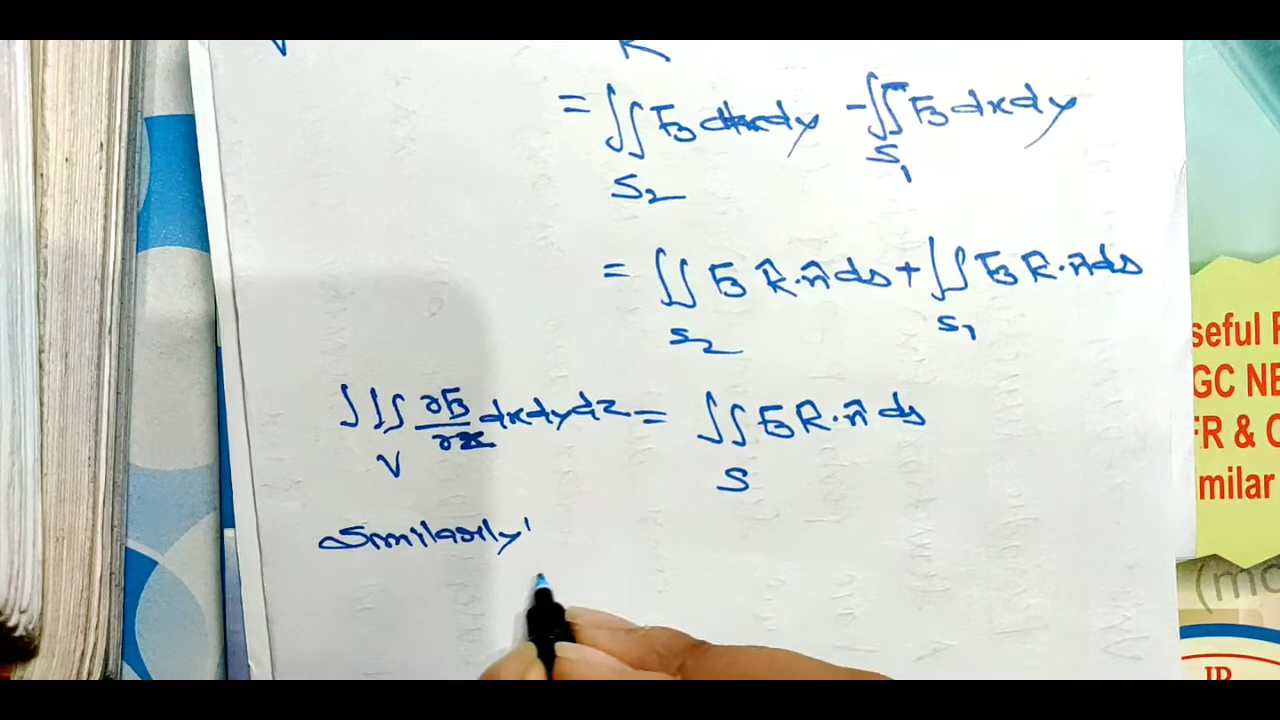 R
= ∬ F3 dxdy - ∬ F3 dxdy
S2 S1
= ∬ F3 k̂·n̂ ds + ∬ F3 k̂·n̂ ds
S2 S1
∭ ∂F3/∂z dxdydz = ∬ F3 k̂·n̂ ds
V S
Similarly'
seful
GC NE
R & C
milar
(mo